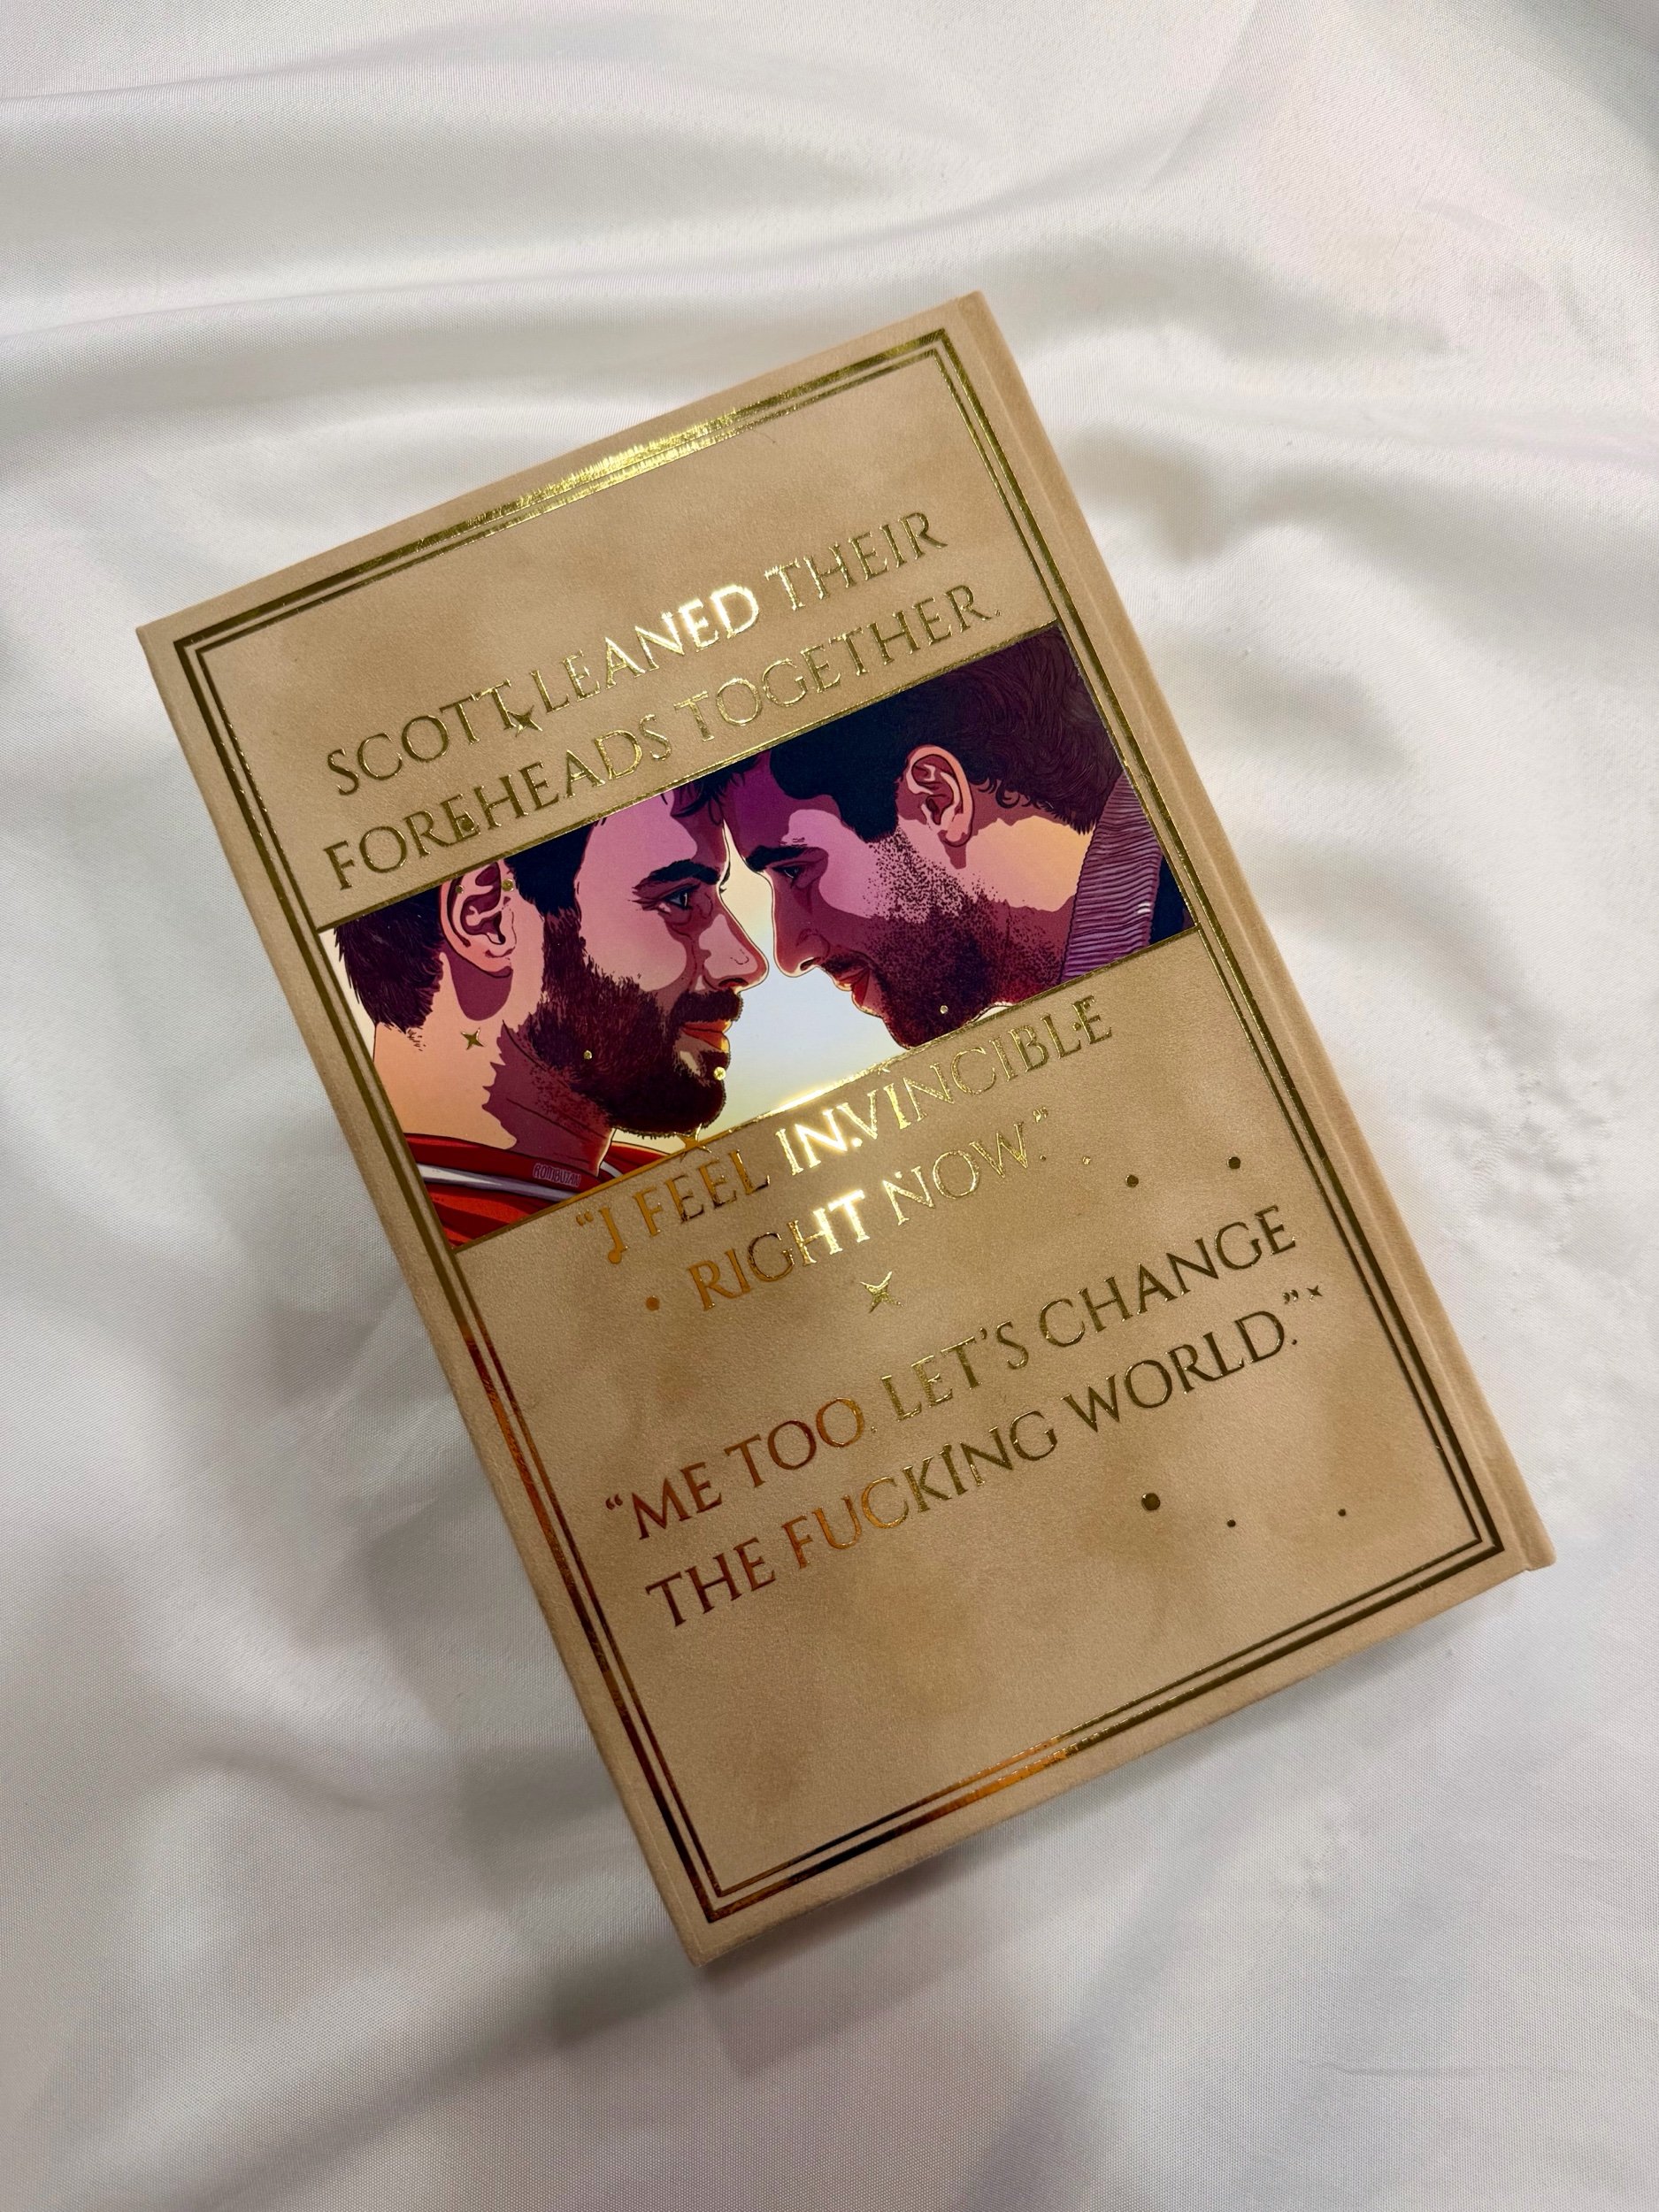 SCOTT LEANED THEIR
FOREHEADS TOGETHER.
“I FEEL INVINCIBLE
RIGHT NOW.”
“ME TOO. LET’S CHANGE
THE FUCKING WORLD.”